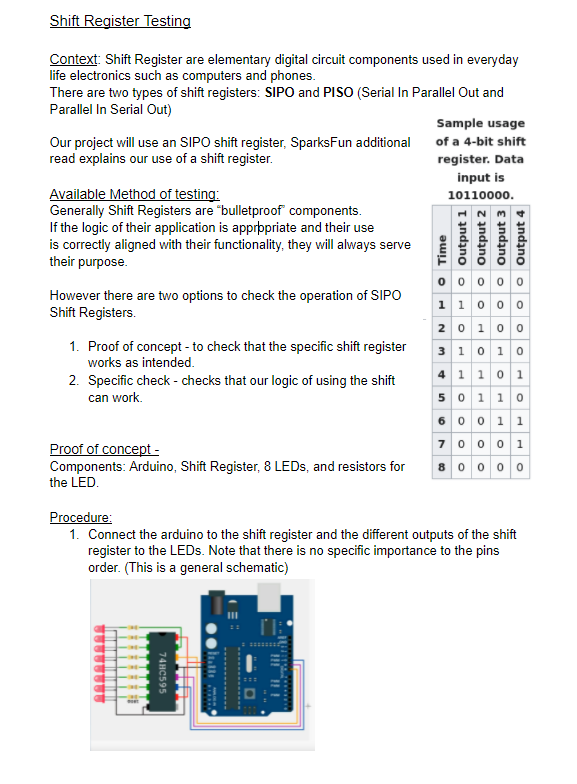 Shift Register Testing
Context: Shift Register are elementary digital circuit components used in everyday
life electronics such as computers and phones.
There are two types of shift registers: SIPO and PISO (Serial In Parallel Out and
Parallel In Serial Out)
Our project will use an SIPO shift register, SparksFun additional
read explains our use of a shift register.
Available Method of testing:
Generally Shift Registers are “bulletproof” components.
If the logic of their application is appropriate and their use
is correctly aligned with their functionality, they will always serve
their purpose.
However there are two options to check the operation of SIPO
Shift Registers.
1. Proof of concept - to check that the specific shift register
works as intended.
2. Specific check - checks that our logic of using the shift
can work.
Sample usage
of a 4-bit shift
register. Data
input is
10110000.
Time Output 1 Output 2 Output 3 Output 4
0 0 0 0 0
1 1 0 0 0
2 0 1 0 0
3 1 0 1 0
4 1 1 0 1
5 0 1 1 0
6 0 0 1 1
7 0 0 0 1
8 0 0 0 0
Proof of concept -
Components: Arduino, Shift Register, 8 LEDs, and resistors for
the LED.
Procedure:
1. Connect the arduino to the shift register and the different outputs of the shift
register to the LEDs. Note that there is no specific importance to the pins
order. (This is a general schematic)
74HC595